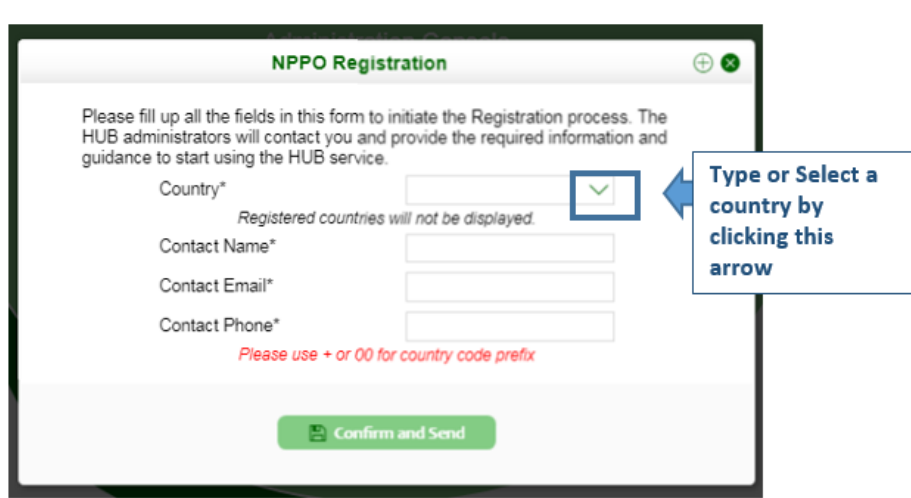 Administration Console
NPPO Registration
Please fill up all the fields in this form to initiate the Registration process. The
HUB administrators will contact you and provide the required information and
guidance to start using the HUB service.
Country*
Registered countries will not be displayed.
Contact Name*
Contact Email*
Contact Phone*
Please use + or 00 for country code prefix
Confirm and Send
Type or Select a
country by
clicking this
arrow